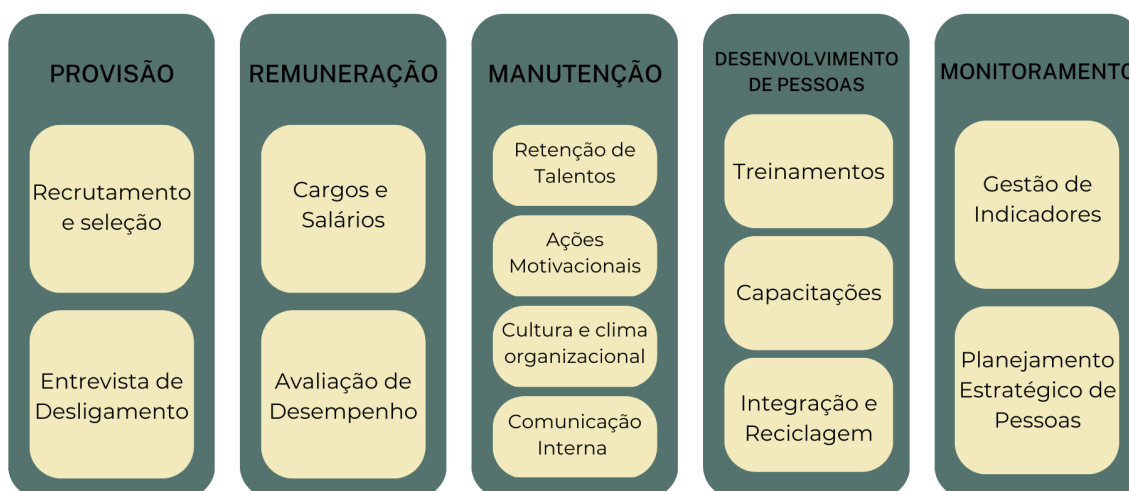 PROVISÃO
Recrutamento
e seleção
Entrevista de
Desligamento
REMUNERAÇÃO
Cargos e
Salários
Avaliação de
Desempenho
MANUTENÇÃO
Retenção de
Talentos
Ações
Motivacionais
Cultura e clima
organizacional
Comunicação
Interna
DESENVOLVIMENTO
DE PESSOAS
Treinamentos
Capacitações
Integração e
Reciclagem
MONITORAMENTO
Gestão de
Indicadores
Planejamento
Estratégico de
Pessoas